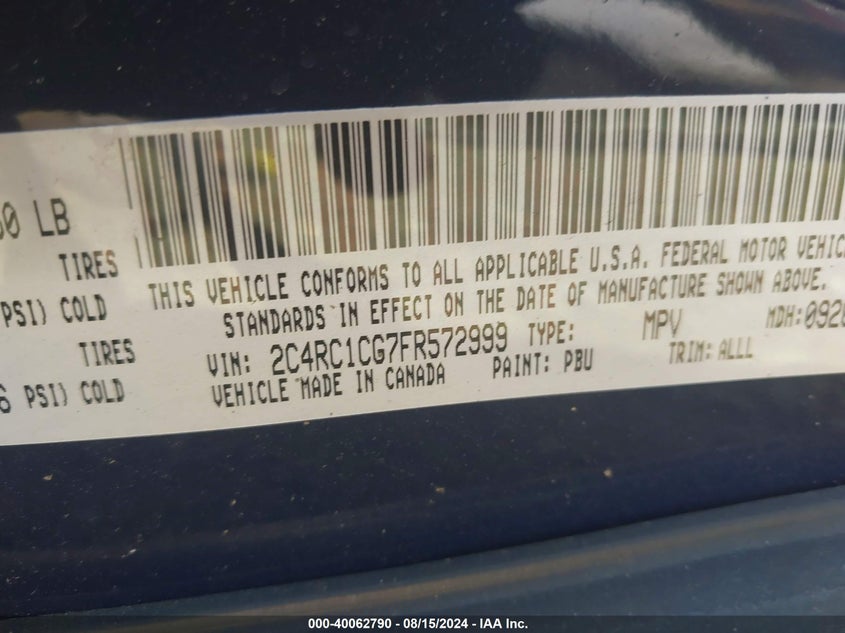 60 LB
TIRES
PSI) COLD
TIRES
6 PSI) COLD
THIS VEHICLE CONFORMS TO ALL APPLICABLE U.S.A. FEDERAL MOTOR VEHIC
STANDARDS IN EFFECT ON THE DATE OF MANUFACTURE SHOWN ABOVE.
VIN: 2C4RC1CG7FR572999 TYPE: MPV MDH: 092
VEHICLE MADE IN CANADA PAINT: PBU TRIM: ALLL
000-40062790 - 08/15/2024 - IAA Inc.